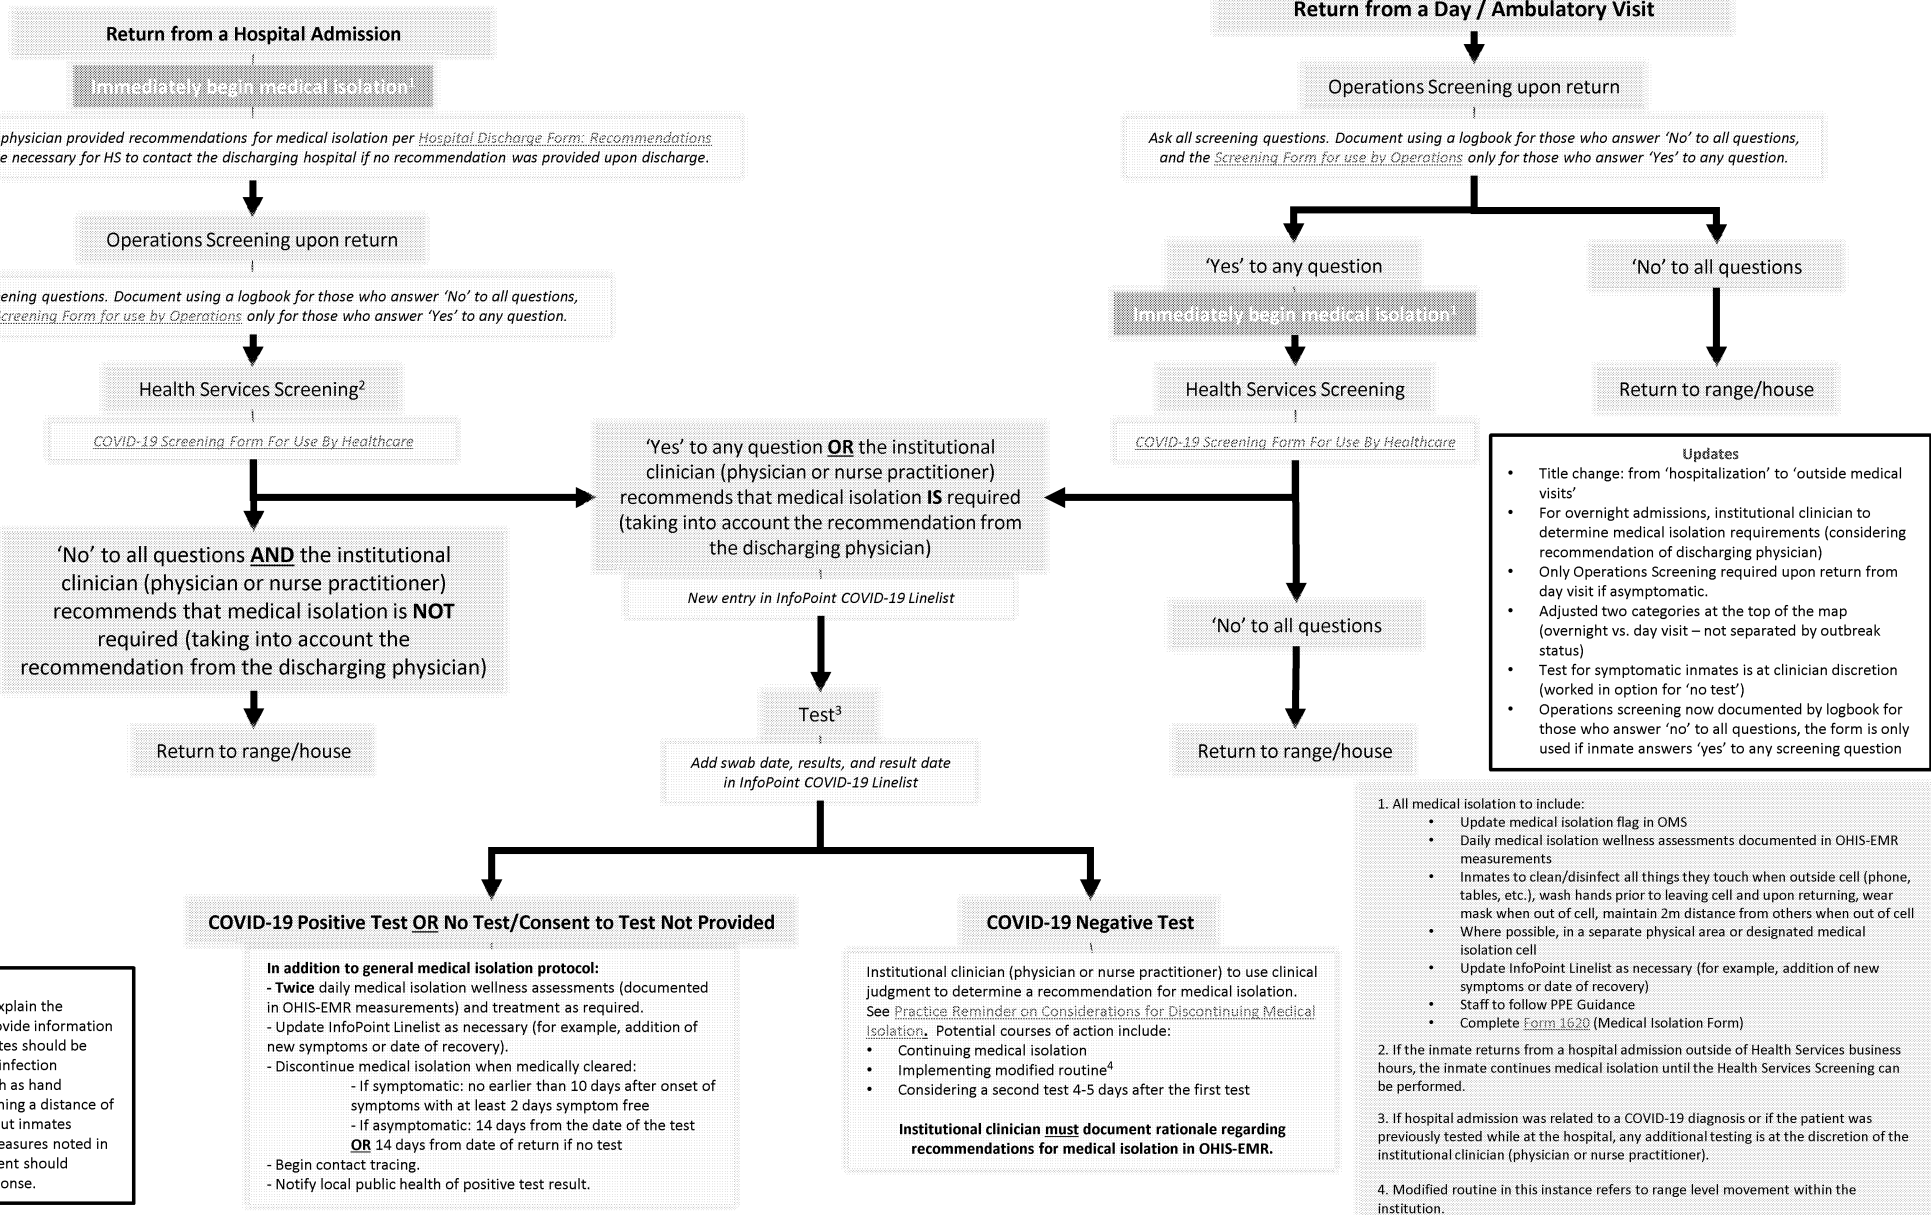 Return from a Hospital Admission
Immediately begin medical isolation¹
physician provided recommendations for medical isolation per Hospital Discharge Form: Recommendations
e necessary for HS to contact the discharging hospital if no recommendation was provided upon discharge.
Operations Screening upon return
ening questions. Document using a logbook for those who answer ‘No’ to all questions,
Screening Form for use by Operations only for those who answer ‘Yes’ to any question.
Health Services Screening²
COVID-19 Screening Form For Use By Healthcare
‘No’ to all questions AND the institutional
clinician (physician or nurse practitioner)
recommends that medical isolation is NOT
required (taking into account the
recommendation from the discharging physician)
Return to range/house
‘Yes’ to any question OR the institutional
clinician (physician or nurse practitioner)
recommends that medical isolation IS required
(taking into account the recommendation from
the discharging physician)
New entry in InfoPoint COVID-19 Linelist
Test³
Add swab date, results, and result date
in InfoPoint COVID-19 Linelist
Return from a Day / Ambulatory Visit
Operations Screening upon return
Ask all screening questions. Document using a logbook for those who answer ‘No’ to all questions,
and the Screening Form for use by Operations only for those who answer ‘Yes’ to any question.
‘Yes’ to any question
Immediately begin medical isolation¹
Health Services Screening
COVID-19 Screening Form For Use By Healthcare
‘No’ to all questions
Return to range/house
‘No’ to all questions
Return to range/house
Updates
• Title change: from ‘hospitalization’ to ‘outside medical
visits’
• For overnight admissions, institutional clinician to
determine medical isolation requirements (considering
recommendation of discharging physician)
• Only Operations Screening required upon return from
day visit if asymptomatic.
• Adjusted two categories at the top of the map
(overnight vs. day visit – not separated by outbreak
status)
• Test for symptomatic inmates is at clinician discretion
(worked in option for ‘no test’)
• Operations screening now documented by logbook for
those who answer ‘no’ to all questions, the form is only
used if inmate answers ‘yes’ to any screening question
COVID-19 Positive Test OR No Test/Consent to Test Not Provided
In addition to general medical isolation protocol:
- Twice daily medical isolation wellness assessments (documented
in OHIS-EMR measurements) and treatment as required.
- Update InfoPoint Linelist as necessary (for example, addition of
new symptoms or date of recovery).
- Discontinue medical isolation when medically cleared:
- If symptomatic: no earlier than 10 days after onset of
symptoms with at least 2 days symptom free
- If asymptomatic: 14 days from the date of the test
OR 14 days from date of return if no test
- Begin contact tracing.
- Notify local public health of positive test result.
COVID-19 Negative Test
Institutional clinician (physician or nurse practitioner) to use clinical
judgment to determine a recommendation for medical isolation.
See Practice Reminder on Considerations for Discontinuing Medical
Isolation. Potential courses of action include:
• Continuing medical isolation
• Implementing modified routine⁴
• Considering a second test 4-5 days after the first test
Institutional clinician must document rationale regarding
recommendations for medical isolation in OHIS-EMR.
xplain the
ovide information
tes should be
infection
h as hand
ning a distance of
ut inmates
easures noted in
ent should
onse.
1. All medical isolation to include:
• Update medical isolation flag in OMS
• Daily medical isolation wellness assessments documented in OHIS-EMR
measurements
• Inmates to clean/disinfect all things they touch when outside cell (phone,
tables, etc.), wash hands prior to leaving cell and upon returning, wear
mask when out of cell, maintain 2m distance from others when out of cell
• Where possible, in a separate physical area or designated medical
isolation cell
• Update InfoPoint Linelist as necessary (for example, addition of new
symptoms or date of recovery)
• Staff to follow PPE Guidance
• Complete Form 1620 (Medical Isolation Form)
2. If the inmate returns from a hospital admission outside of Health Services business
hours, the inmate continues medical isolation until the Health Services Screening can
be performed.
3. If hospital admission was related to a COVID-19 diagnosis or if the patient was
previously tested while at the hospital, any additional testing is at the discretion of the
institutional clinician (physician or nurse practitioner).
4. Modified routine in this instance refers to range level movement within the
institution.